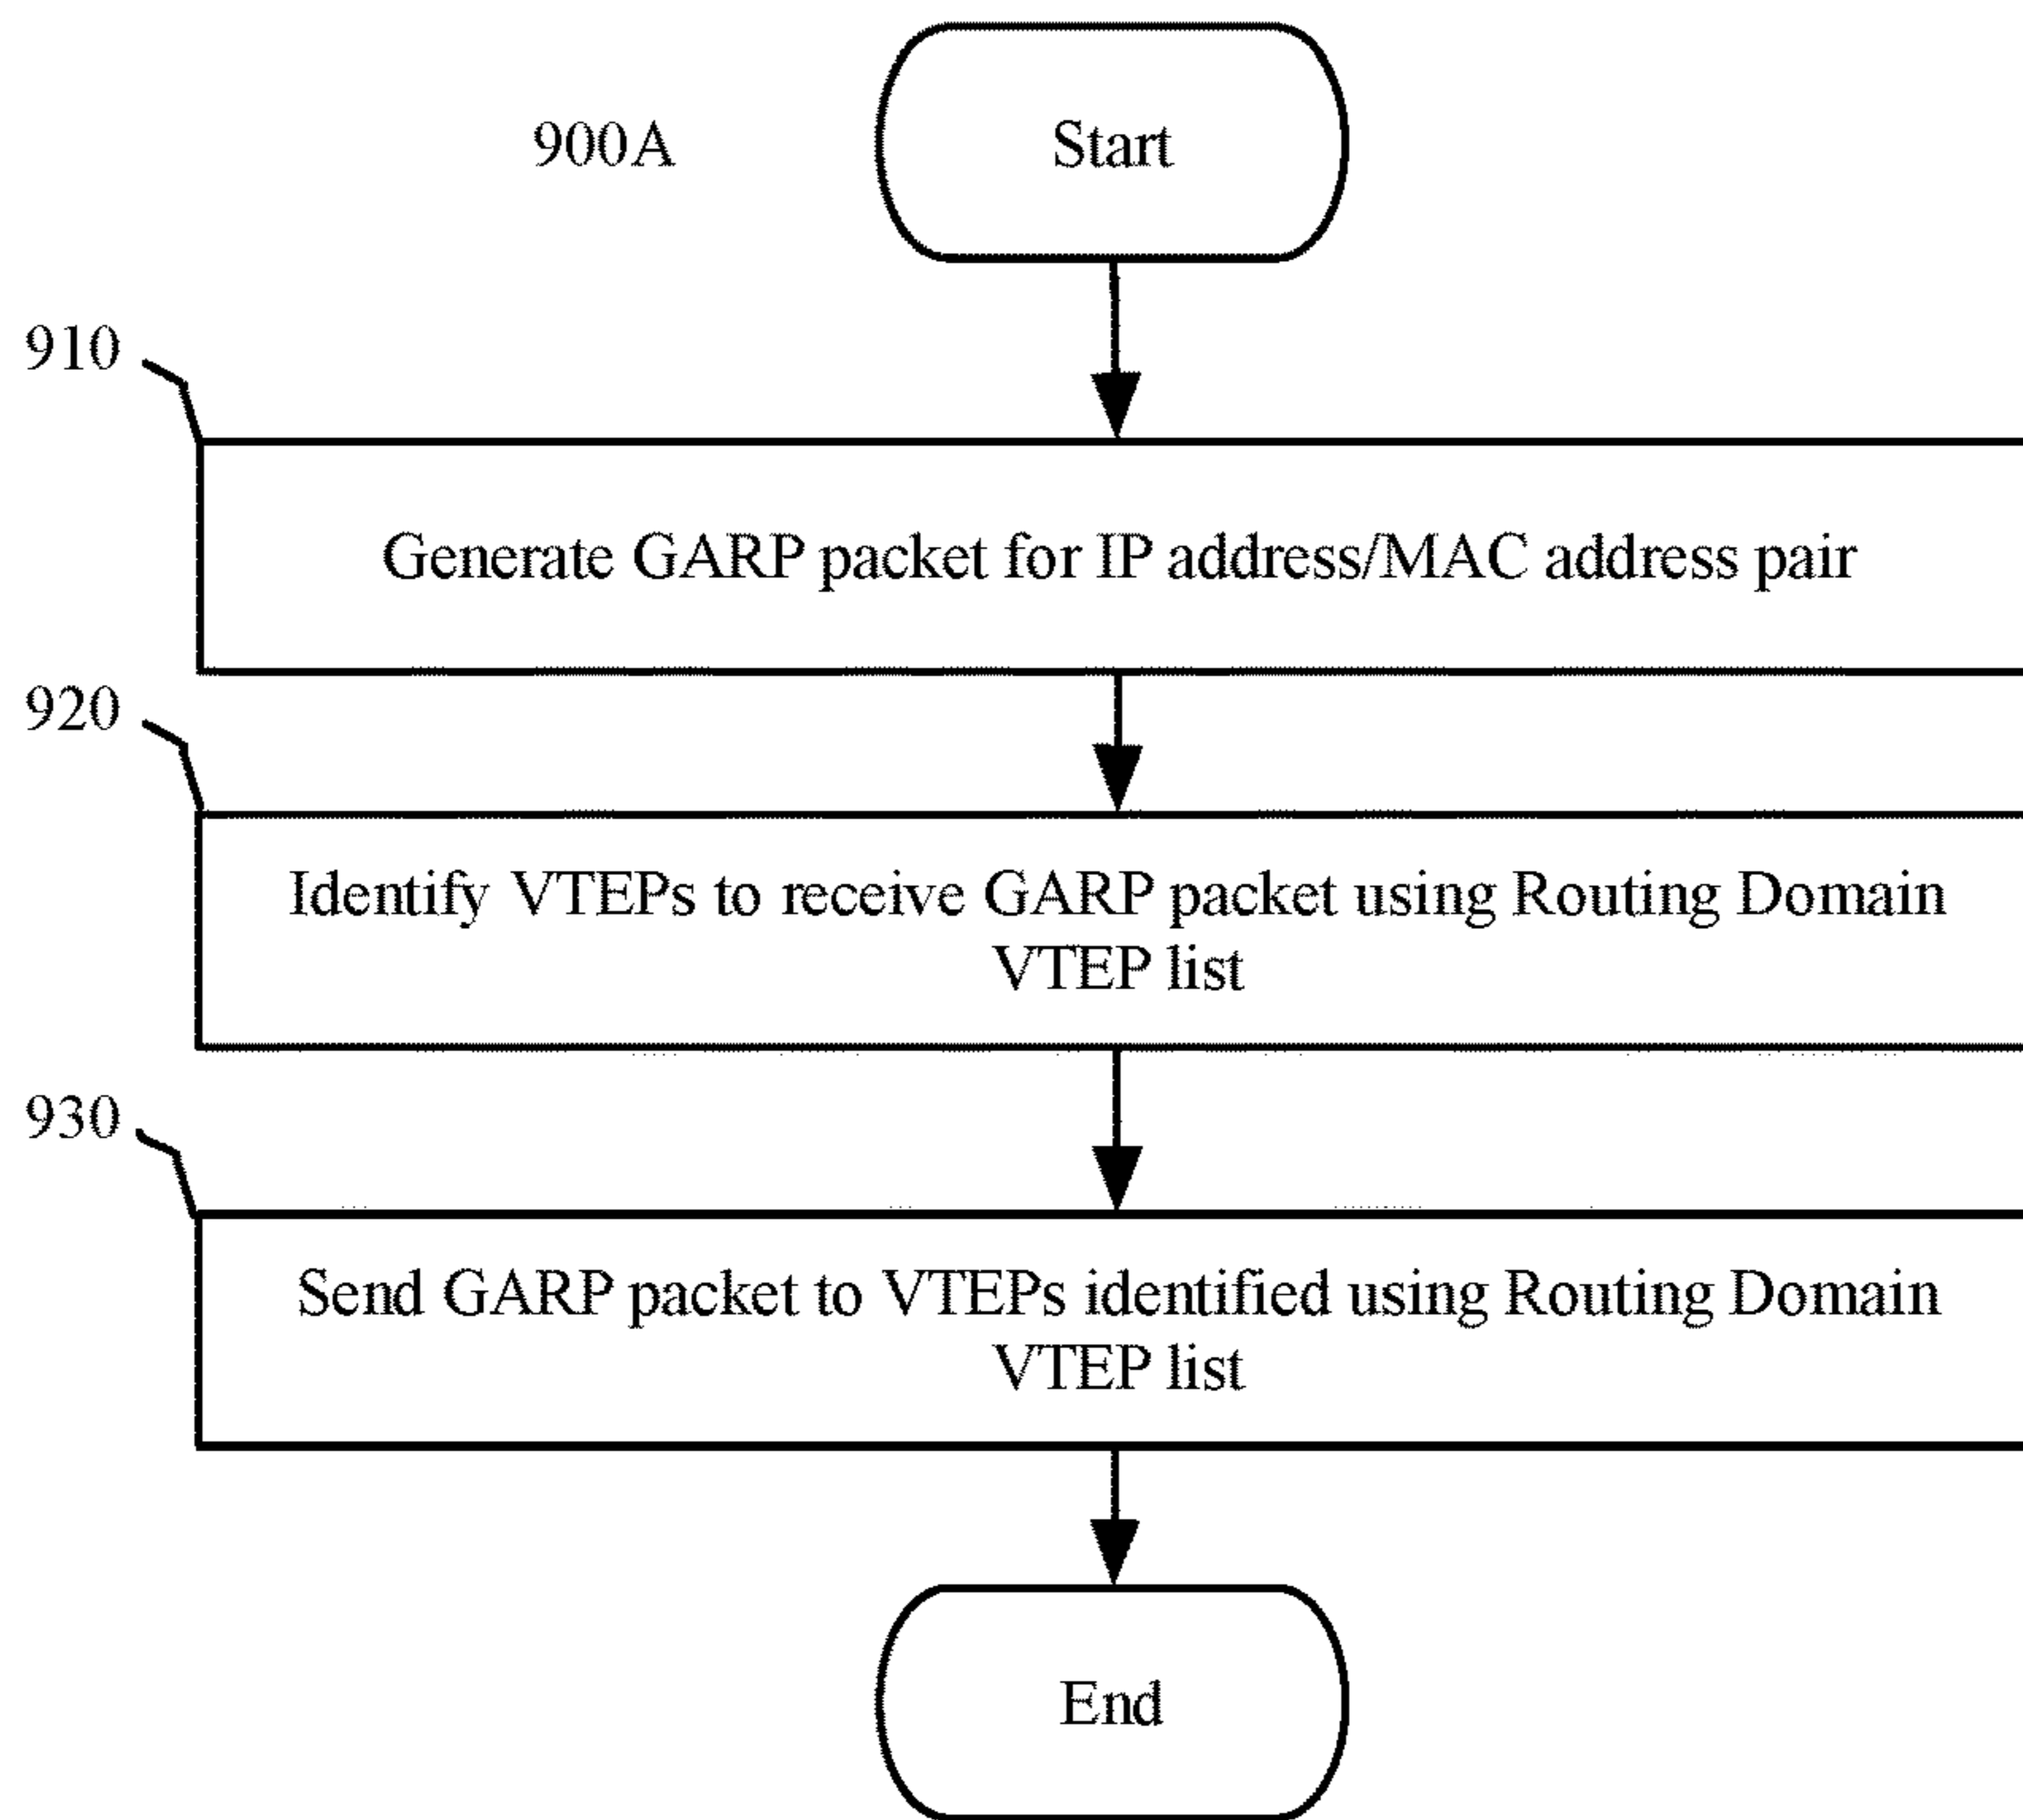 900A
Start
910
Generate GARP packet for IP address/MAC address pair
920
Identify VTEPs to receive GARP packet using Routing Domain
VTEP list
930
Send GARP packet to VTEPs identified using Routing Domain
VTEP list
End